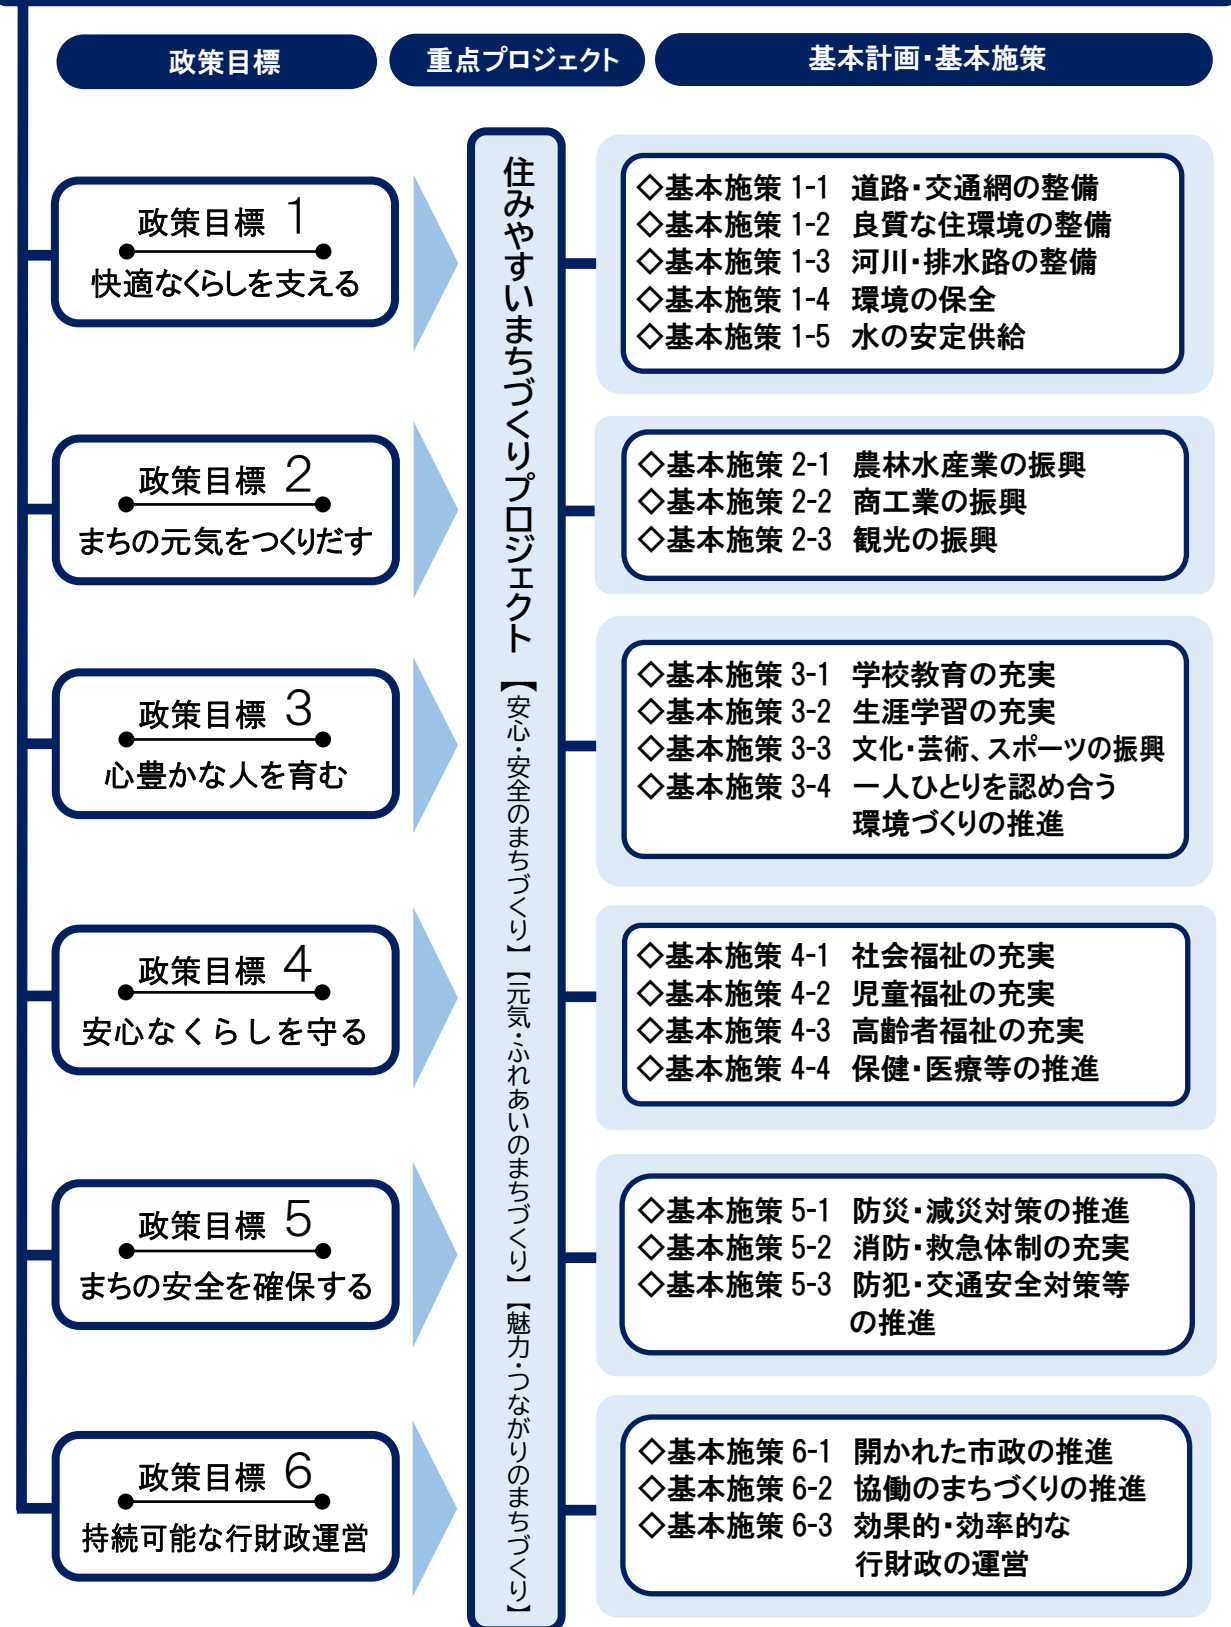 政策目標
重点プロジェクト
基本計画・基本施策
政策目標 1
快適なくらしを支える
政策目標 2
まちの元気をつくりだす
政策目標 3
心豊かな人を育む
政策目標 4
安心なくらしを守る
政策目標 5
まちの安全を確保する
政策目標 6
持続可能な行財政運営
住みやすいまちづくりプロジェクト【安心・安全のまちづくり】【元気・ふれあいのまちづくり】【魅力・つながりのまちづくり】
◇基本施策 1-1 道路・交通網の整備
◇基本施策 1-2 良質な住環境の整備
◇基本施策 1-3 河川・排水路の整備
◇基本施策 1-4 環境の保全
◇基本施策 1-5 水の安定供給
◇基本施策 2-1 農林水産業の振興
◇基本施策 2-2 商工業の振興
◇基本施策 2-3 観光の振興
◇基本施策 3-1 学校教育の充実
◇基本施策 3-2 生涯学習の充実
◇基本施策 3-3 文化・芸術、スポーツの振興
◇基本施策 3-4 一人ひとりを認め合う
環境づくりの推進
◇基本施策 4-1 社会福祉の充実
◇基本施策 4-2 児童福祉の充実
◇基本施策 4-3 高齢者福祉の充実
◇基本施策 4-4 保健・医療等の推進
◇基本施策 5-1 防災・減災対策の推進
◇基本施策 5-2 消防・救急体制の充実
◇基本施策 5-3 防犯・交通安全対策等
の推進
◇基本施策 6-1 開かれた市政の推進
◇基本施策 6-2 協働のまちづくりの推進
◇基本施策 6-3 効果的・効率的な
行財政の運営